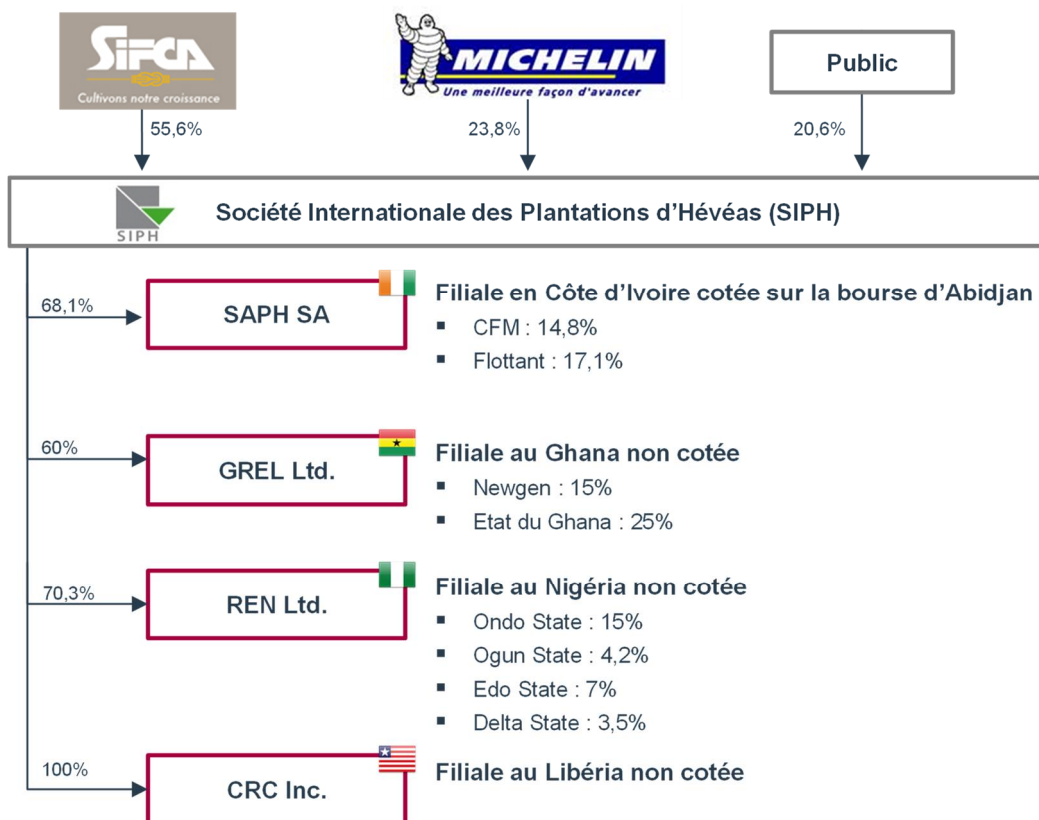 SIFCA
Cultivons notre croissance
MICHELIN
Une meilleure façon d'avancer
Public
55,6%
23,8%
20,6%
SIPH
Société Internationale des Plantations d'Hévéas (SIPH)
68,1%
SAPH SA
Filiale en Côte d'Ivoire cotée sur la bourse d'Abidjan
▪ CFM : 14,8%
▪ Flottant : 17,1%
60%
GREL Ltd.
Filiale au Ghana non cotée
▪ Newgen : 15%
▪ Etat du Ghana : 25%
70,3%
REN Ltd.
Filiale au Nigéria non cotée
▪ Ondo State : 15%
▪ Ogun State : 4,2%
▪ Edo State : 7%
▪ Delta State : 3,5%
100%
CRC Inc.
Filiale au Libéria non cotée